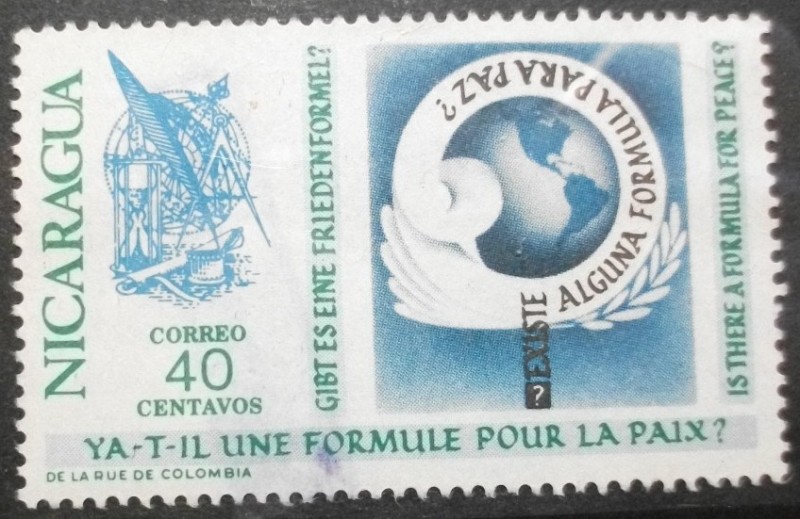 NICARAGUA
CORREO
40
CENTAVOS
GIBT ES EINE FRIEDENFORMEL?
? EXISTE ALGUNA FORMULA PARA PAZ?
IS THERE A FORMULA FOR PEACE?
YA-T-IL UNE FORMULE POUR LA PAIX?
DE LA RUE DE COLOMBIA